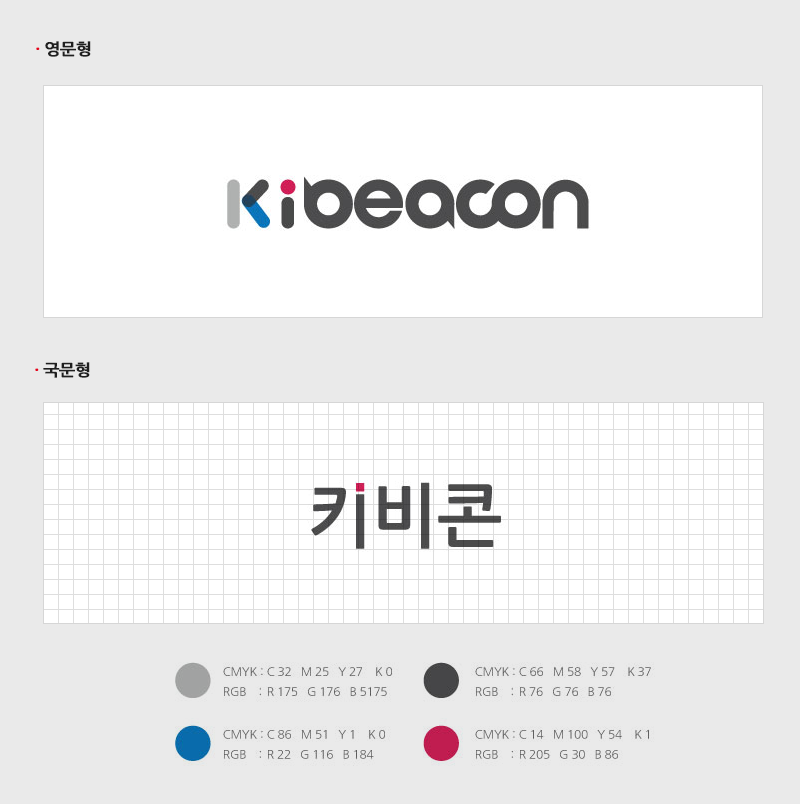 · 영문형
Kibeacon
· 국문형
키비콘
CMYK : C 32 M 25 Y 27 K 0
RGB : R 175 G 176 B 5175
CMYK : C 66 M 58 Y 57 K 37
RGB : R 76 G 76 B 76
CMYK : C 86 M 51 Y 1 K 0
RGB : R 22 G 116 B 184
CMYK : C 14 M 100 Y 54 K 1
RGB : R 205 G 30 B 86